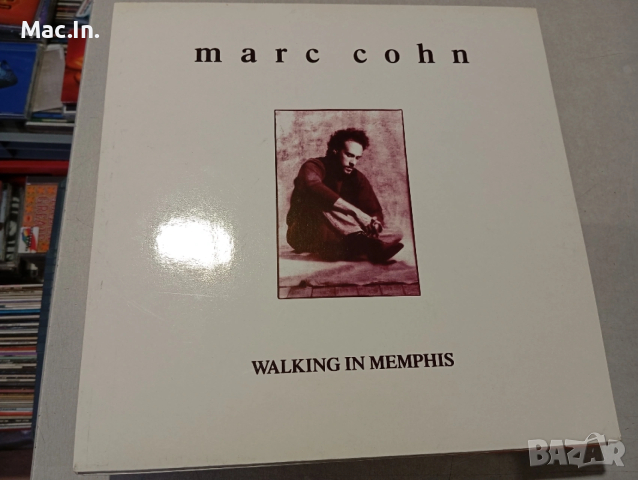 Mac.In.
marc cohn
WALKING IN MEMPHIS
BAZAR